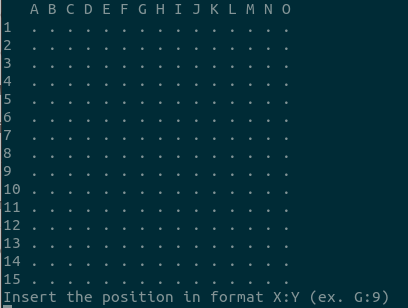 A B C D E F G H I J K L M N O
1 . . . . . . . . . . . . . . .
2 . . . . . . . . . . . . . . .
3 . . . . . . . . . . . . . . .
4 . . . . . . . . . . . . . . .
5 . . . . . . . . . . . . . . .
6 . . . . . . . . . . . . . . .
7 . . . . . . . . . . . . . . .
8 . . . . . . . . . . . . . . .
9 . . . . . . . . . . . . . . .
10 . . . . . . . . . . . . . . .
11 . . . . . . . . . . . . . . .
12 . . . . . . . . . . . . . . .
13 . . . . . . . . . . . . . . .
14 . . . . . . . . . . . . . . .
15 . . . . . . . . . . . . . . .
Insert the position in format X:Y (ex. G:9)